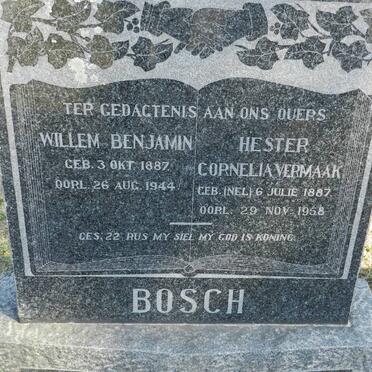 TER GEDAGTENIS AAN ONS OUERS
WILLEM BENJAMIN
GEB. 3 OKT. 1887
OORL. 26 AUG. 1944
HESTER
CORNELIA VERMAAK
GEB. (NEL) 6 JULIE 1887
OORL. 29 NOV. 1958
GES. 22 RUS MY SIEL MY GOD IS KONING.
BOSCH